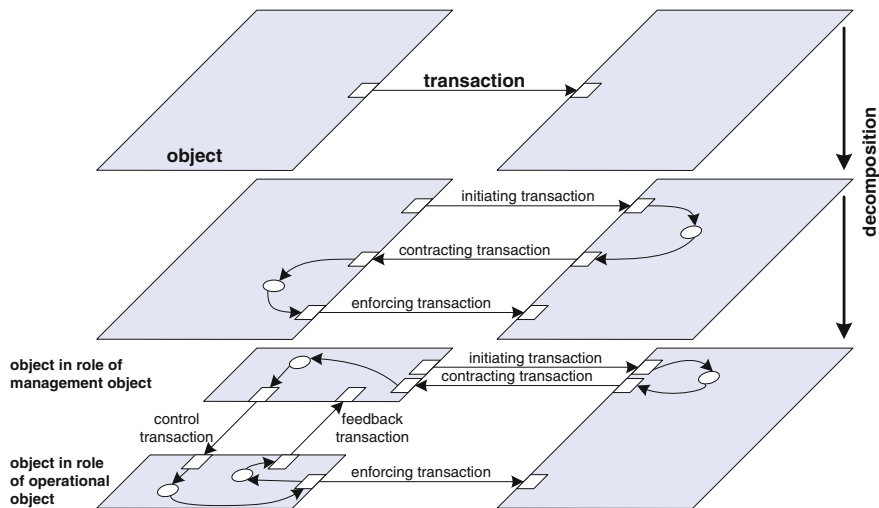 transaction
object
decomposition
initiating transaction
contracting transaction
enforcing transaction
object in role of
management object
initiating transaction
contracting transaction
control
transaction
feedback
transaction
object in role
of operational
object
enforcing transaction